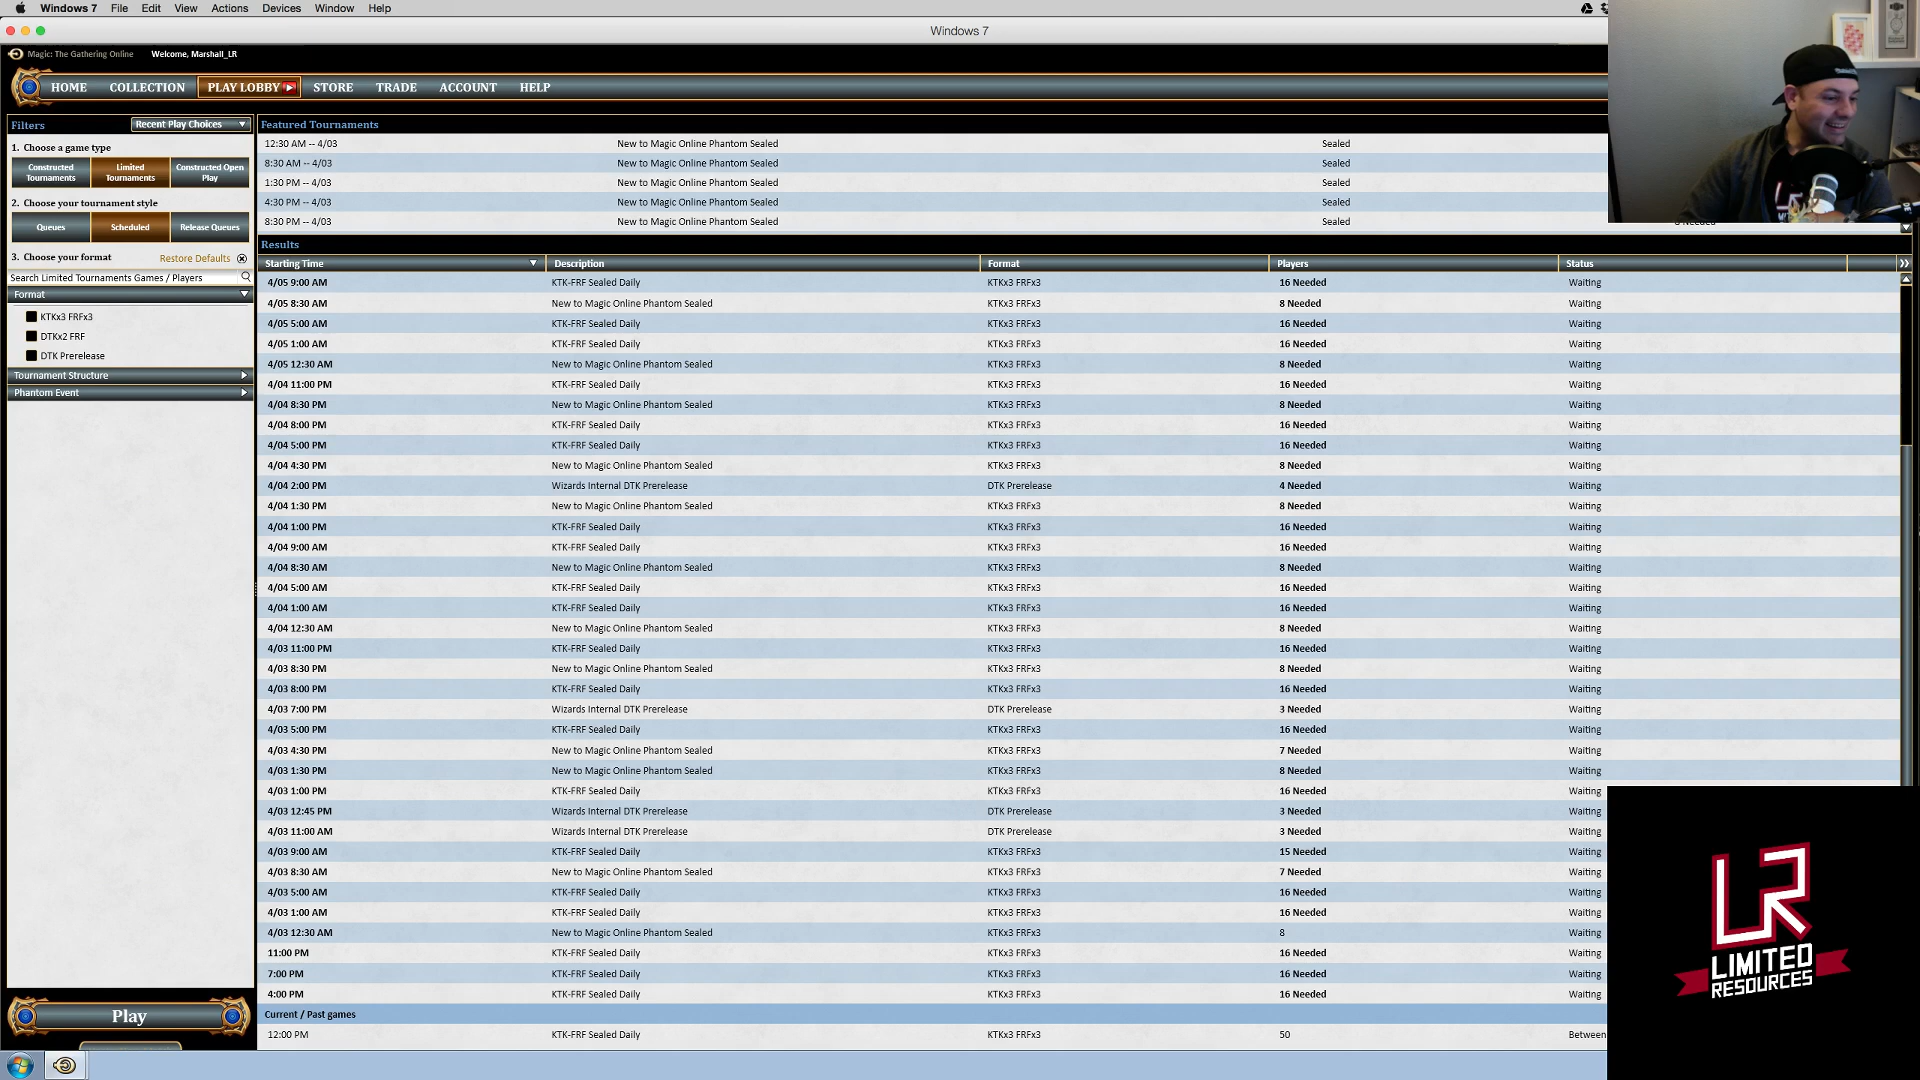 Windows 7 File Edit View Actions Devices Window Help
Windows 7
Magic: The Gathering Online Welcome, Marshall_LR
HOME COLLECTION PLAY LOBBY STORE TRADE ACCOUNT HELP
Filters Recent Play Choices
1. Choose a game type
Constructed Tournaments Limited Tournaments Constructed Open Play
2. Choose your tournament style
Queues Scheduled Release Queues
3. Choose your format Restore Defaults
Search Limited Tournaments Games / Players
Format
KTKx3 FRFx3
DTKx2 FRF
DTK Prerelease
Tournament Structure
Phantom Event
Play
Featured Tournaments
12:30 AM -- 4/03 New to Magic Online Phantom Sealed Sealed
8:30 AM -- 4/03 New to Magic Online Phantom Sealed Sealed
1:30 PM -- 4/03 New to Magic Online Phantom Sealed Sealed
4:30 PM -- 4/03 New to Magic Online Phantom Sealed Sealed
8:30 PM -- 4/03 New to Magic Online Phantom Sealed Sealed
Results
Starting Time Description Format Players Status
4/05 9:00 AM KTK-FRF Sealed Daily KTKx3 FRFx3 16 Needed Waiting
4/05 8:30 AM New to Magic Online Phantom Sealed KTKx3 FRFx3 8 Needed Waiting
4/05 5:00 AM KTK-FRF Sealed Daily KTKx3 FRFx3 16 Needed Waiting
4/05 1:00 AM KTK-FRF Sealed Daily KTKx3 FRFx3 16 Needed Waiting
4/05 12:30 AM New to Magic Online Phantom Sealed KTKx3 FRFx3 8 Needed Waiting
4/04 11:00 PM KTK-FRF Sealed Daily KTKx3 FRFx3 16 Needed Waiting
4/04 8:30 PM New to Magic Online Phantom Sealed KTKx3 FRFx3 8 Needed Waiting
4/04 8:00 PM KTK-FRF Sealed Daily KTKx3 FRFx3 16 Needed Waiting
4/04 5:00 PM KTK-FRF Sealed Daily KTKx3 FRFx3 16 Needed Waiting
4/04 4:30 PM New to Magic Online Phantom Sealed KTKx3 FRFx3 8 Needed Waiting
4/04 2:00 PM Wizards Internal DTK Prerelease DTK Prerelease 4 Needed Waiting
4/04 1:30 PM New to Magic Online Phantom Sealed KTKx3 FRFx3 8 Needed Waiting
4/04 1:00 PM KTK-FRF Sealed Daily KTKx3 FRFx3 16 Needed Waiting
4/04 9:00 AM KTK-FRF Sealed Daily KTKx3 FRFx3 16 Needed Waiting
4/04 8:30 AM New to Magic Online Phantom Sealed KTKx3 FRFx3 8 Needed Waiting
4/04 5:00 AM KTK-FRF Sealed Daily KTKx3 FRFx3 16 Needed Waiting
4/04 1:00 AM KTK-FRF Sealed Daily KTKx3 FRFx3 16 Needed Waiting
4/04 12:30 AM New to Magic Online Phantom Sealed KTKx3 FRFx3 8 Needed Waiting
4/03 11:00 PM KTK-FRF Sealed Daily KTKx3 FRFx3 16 Needed Waiting
4/03 8:30 PM New to Magic Online Phantom Sealed KTKx3 FRFx3 8 Needed Waiting
4/03 8:00 PM KTK-FRF Sealed Daily KTKx3 FRFx3 16 Needed Waiting
4/03 7:00 PM Wizards Internal DTK Prerelease DTK Prerelease 3 Needed Waiting
4/03 5:00 PM KTK-FRF Sealed Daily KTKx3 FRFx3 16 Needed Waiting
4/03 4:30 PM New to Magic Online Phantom Sealed KTKx3 FRFx3 7 Needed Waiting
4/03 1:30 PM New to Magic Online Phantom Sealed KTKx3 FRFx3 8 Needed Waiting
4/03 1:00 PM KTK-FRF Sealed Daily KTKx3 FRFx3 16 Needed Waiting
4/03 12:45 PM Wizards Internal DTK Prerelease DTK Prerelease 3 Needed Waiting
4/03 11:00 AM Wizards Internal DTK Prerelease DTK Prerelease 3 Needed Waiting
4/03 9:00 AM KTK-FRF Sealed Daily KTKx3 FRFx3 15 Needed Waiting
4/03 8:30 AM New to Magic Online Phantom Sealed KTKx3 FRFx3 7 Needed Waiting
4/03 5:00 AM KTK-FRF Sealed Daily KTKx3 FRFx3 16 Needed Waiting
4/03 1:00 AM KTK-FRF Sealed Daily KTKx3 FRFx3 16 Needed Waiting
4/03 12:30 AM New to Magic Online Phantom Sealed KTKx3 FRFx3 8 Waiting
11:00 PM KTK-FRF Sealed Daily KTKx3 FRFx3 16 Needed Waiting
7:00 PM KTK-FRF Sealed Daily KTKx3 FRFx3 16 Needed Waiting
4:00 PM KTK-FRF Sealed Daily KTKx3 FRFx3 16 Needed Waiting
Current / Past games
12:00 PM KTK-FRF Sealed Daily KTKx3 FRFx3 50 Between
LR
LIMITED
RESOURCES